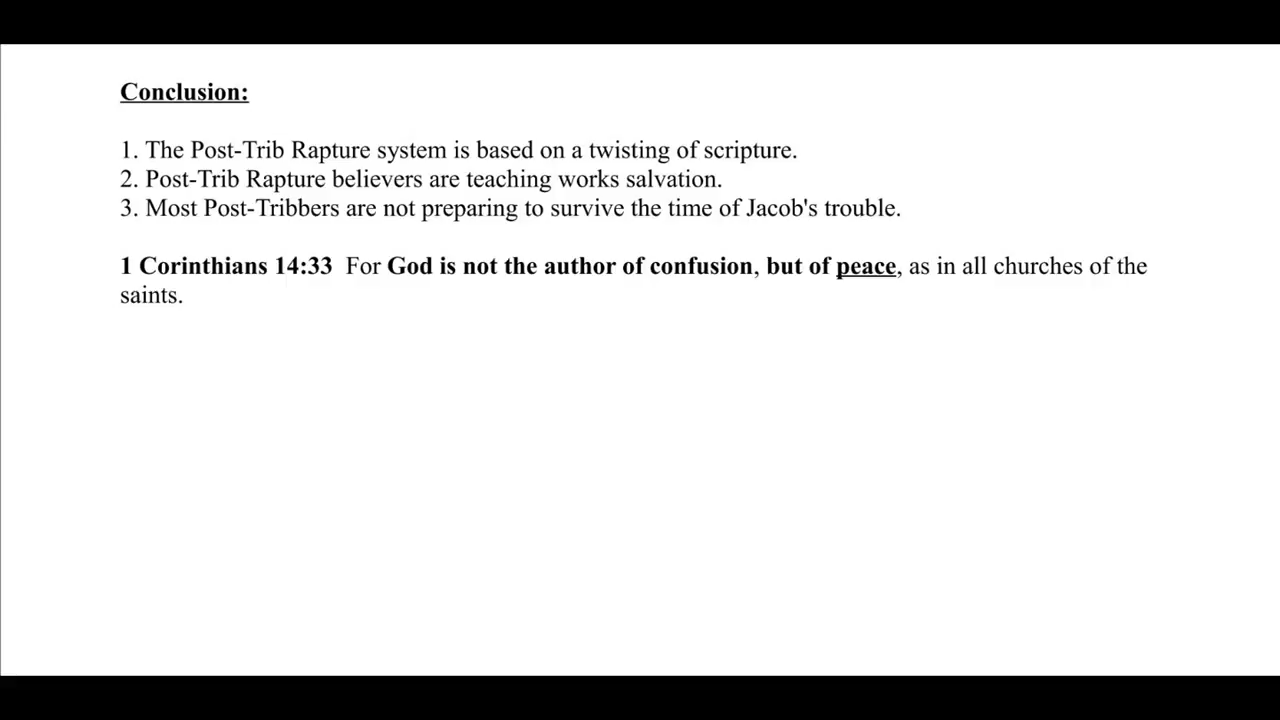 Conclusion:
1. The Post-Trib Rapture system is based on a twisting of scripture.
2. Post-Trib Rapture believers are teaching works salvation.
3. Most Post-Tribbers are not preparing to survive the time of Jacob's trouble.
1 Corinthians 14:33  For God is not the author of confusion, but of peace, as in all churches of the
saints.